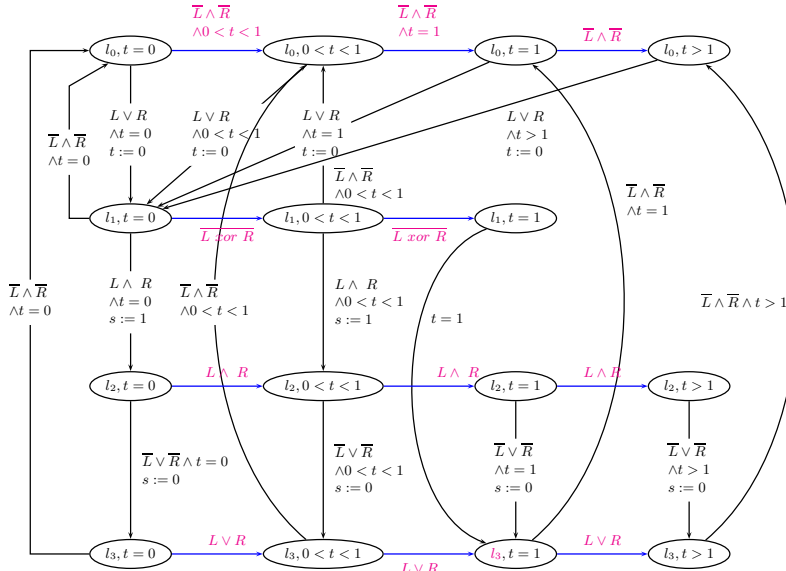 L̅ ∧ R̅
∧0 < t < 1
L̅ ∧ R̅
∧t = 1
L̅ ∧ R̅
l₀, t = 0
l₀, 0 < t < 1
l₀, t = 1
l₀, t > 1
L ∨ R
∧t = 0
t := 0
L ∨ R
∧0 < t < 1
t := 0
L ∨ R
∧t = 1
t := 0
L ∨ R
∧t > 1
t := 0
L̅ ∧ R̅
∧t = 0
L̅ ∧ R̅
∧0 < t < 1
L̅ ∧ R̅
∧t = 1
l₁, t = 0
l₁, 0 < t < 1
l₁, t = 1
L̅ ̅x̅o̅r̅ ̅R̅
L̅ ̅x̅o̅r̅ ̅R̅
L̅ ∧ R̅
∧t = 0
L ∧ R
∧t = 0
s := 1
L̅ ∧ R̅
∧0 < t < 1
L ∧ R
∧0 < t < 1
s := 1
t = 1
L̅ ∧ R̅ ∧ t > 1
L ∧ R
L ∧ R
L ∧ R
l₂, t = 0
l₂, 0 < t < 1
l₂, t = 1
l₂, t > 1
L̅ ∨ R̅ ∧ t = 0
s := 0
L̅ ∨ R̅
∧0 < t < 1
s := 0
L̅ ∨ R̅
∧t = 1
s := 0
L̅ ∨ R̅
∧t > 1
s := 0
L ∨ R
L ∨ R
L ∨ R
l₃, t = 0
l₃, 0 < t < 1
l₃, t = 1
l₃, t > 1